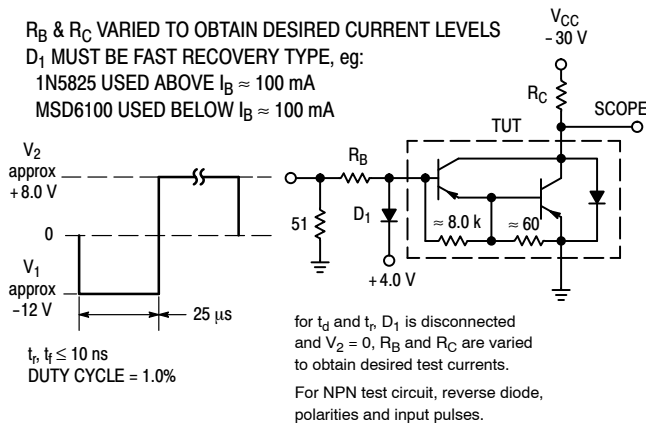 R_B & R_C VARIED TO OBTAIN DESIRED CURRENT LEVELS
D_1 MUST BE FAST RECOVERY TYPE, eg:
1N5825 USED ABOVE I_B ≈ 100 mA
MSD6100 USED BELOW I_B ≈ 100 mA
V_CC
- 30 V
R_C
SCOPE
TUT
V_2
approx
+8.0 V
0
V_1
approx
-12 V
25 μs
t_r, t_f ≤ 10 ns
DUTY CYCLE = 1.0%
R_B
51
D_1
+4.0 V
≈ 8.0 k
≈ 60
for t_d and t_r, D_1 is disconnected
and V_2 = 0, R_B and R_C are varied
to obtain desired test currents.
For NPN test circuit, reverse diode,
polarities and input pulses.